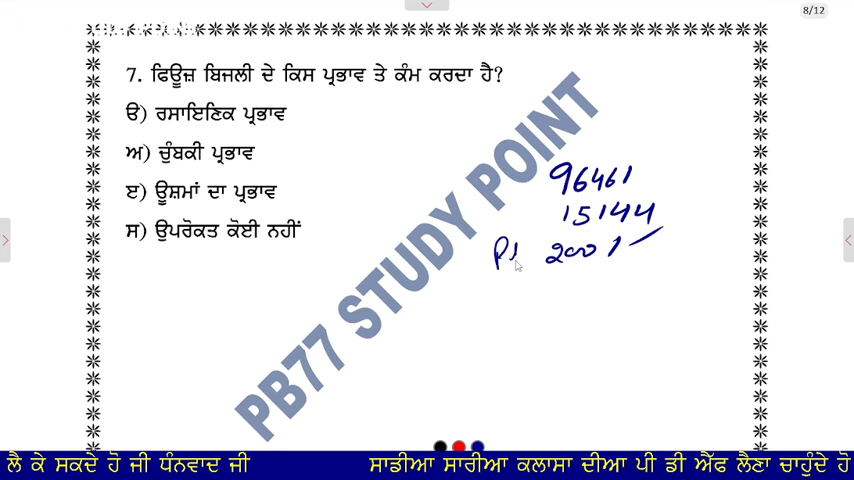 8/12
7. ਫਿਊਜ਼ ਬਿਜਲੀ ਦੇ ਕਿਸ ਪ੍ਰਭਾਵ ਤੇ ਕੰਮ ਕਰਦਾ ਹੈ?
ੳ) ਰਸਾਇਣਿਕ ਪ੍ਰਭਾਵ
ਅ) ਚੁੰਬਕੀ ਪ੍ਰਭਾਵ
ੲ) ਊਸ਼ਮਾਂ ਦਾ ਪ੍ਰਭਾਵ
ਸ) ਉਪਰੋਕਤ ਕੋਈ ਨਹੀਂ
96461
15144
2001
PB77 STUDY POINT
ਲੈ ਕੇ ਸਕਦੇ ਹੋ ਜੀ ਧੰਨਵਾਦ ਜੀ ਸਾਡੀਆ ਸਾਰੀਆ ਕਲਾਸਾ ਦੀਆ ਪੀ ਡੀ ਐੱਫ ਲੈਣਾ ਚਾਹੁੰਦੇ ਹੋ